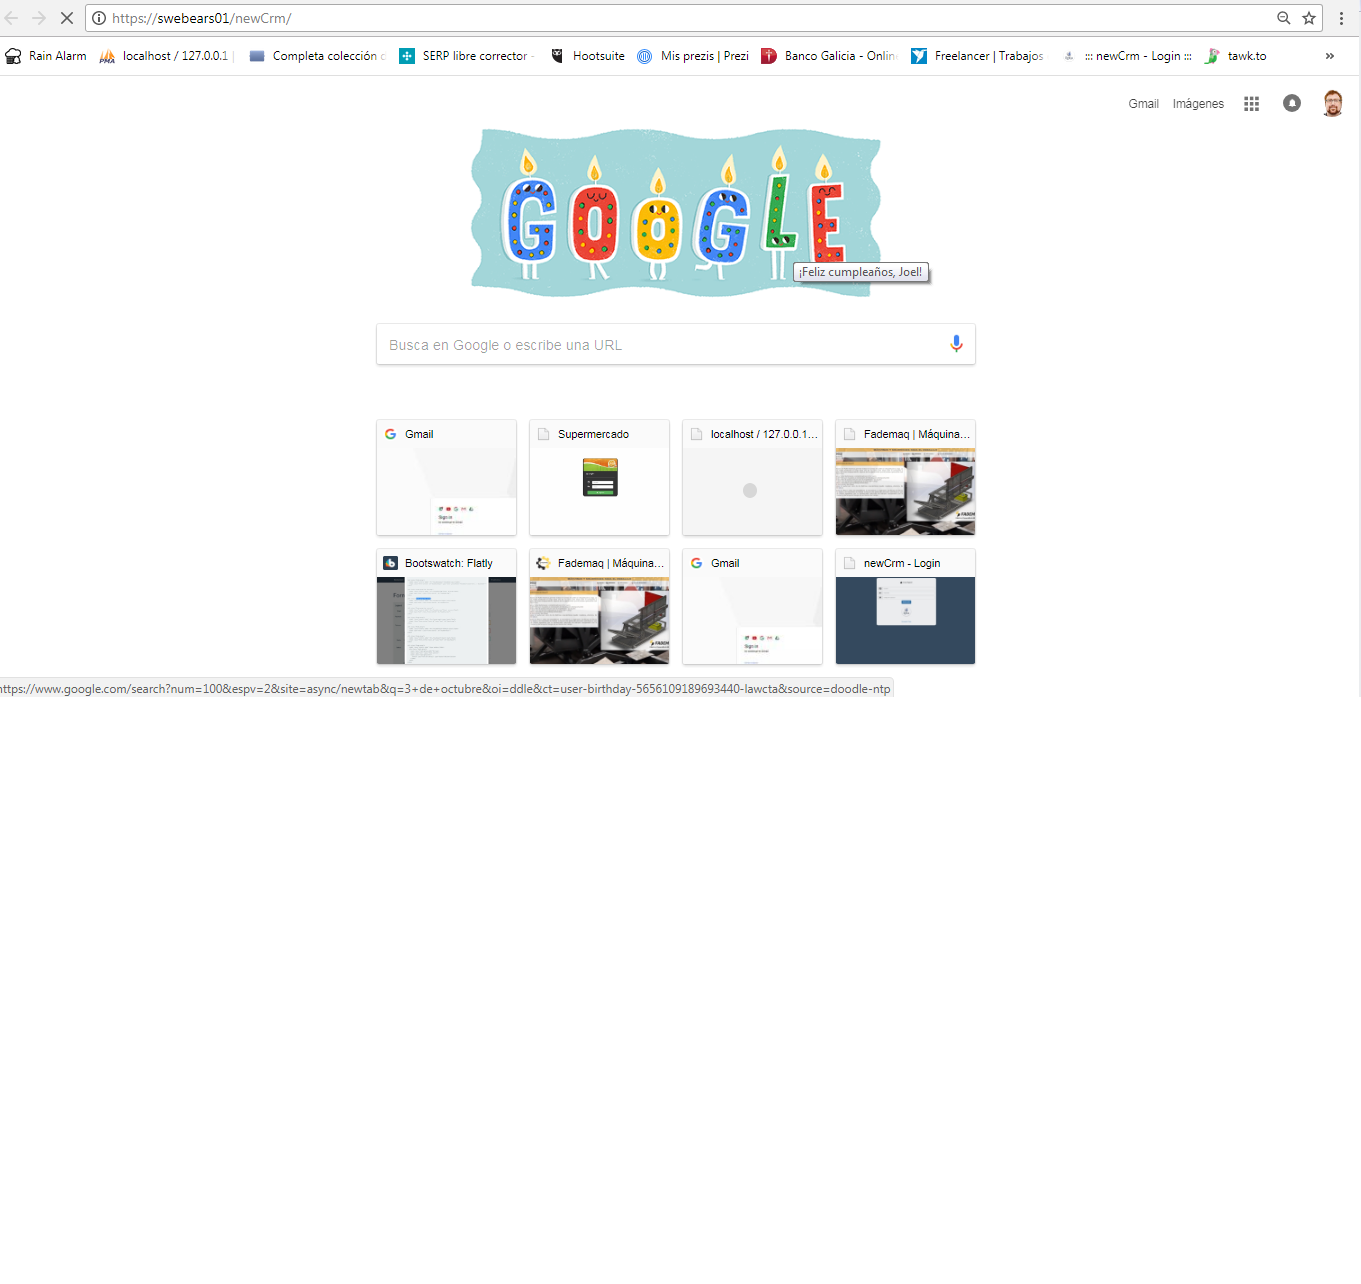 https://swebears01/newCrm/
Rain Alarm localhost / 127.0.0.1 | Completa colección SERP libre corrector - Hootsuite Mis prezis | Prezi Banco Galicia - Onlin Freelancer | Trabajos ::: newCrm - Login ::: tawk.to »
Gmail Imágenes
GOOGLE
¡Feliz cumpleaños, Joel!
Busca en Google o escribe una URL
Gmail Supermercado localhost / 127.0.0.1... Fademaq | Máquina...
Sign in
Bootswatch: Flatly Fademaq | Máquina... Gmail newCrm - Login
Sign in
https://www.google.com/search?num=100&espv=2&site=async/newtab&q=3+de+octubre&oi=ddle&ct=user-birthday-5656109189693440-lawcta&source=doodle-ntp